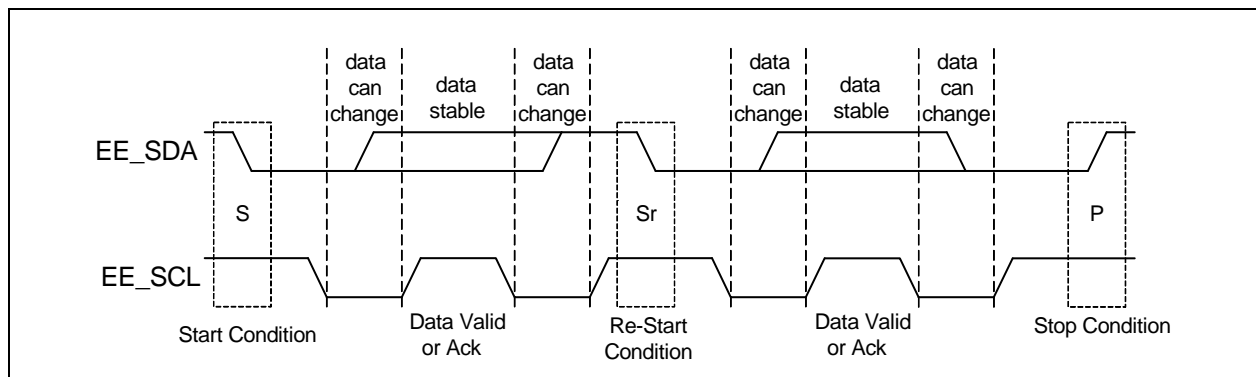 data
can
change
data
stable
data
can
change
data
can
change
data
stable
data
can
change
EE_SDA
S
Sr
P
EE_SCL
Start Condition
Data Valid
or Ack
Re-Start
Condition
Data Valid
or Ack
Stop Condition